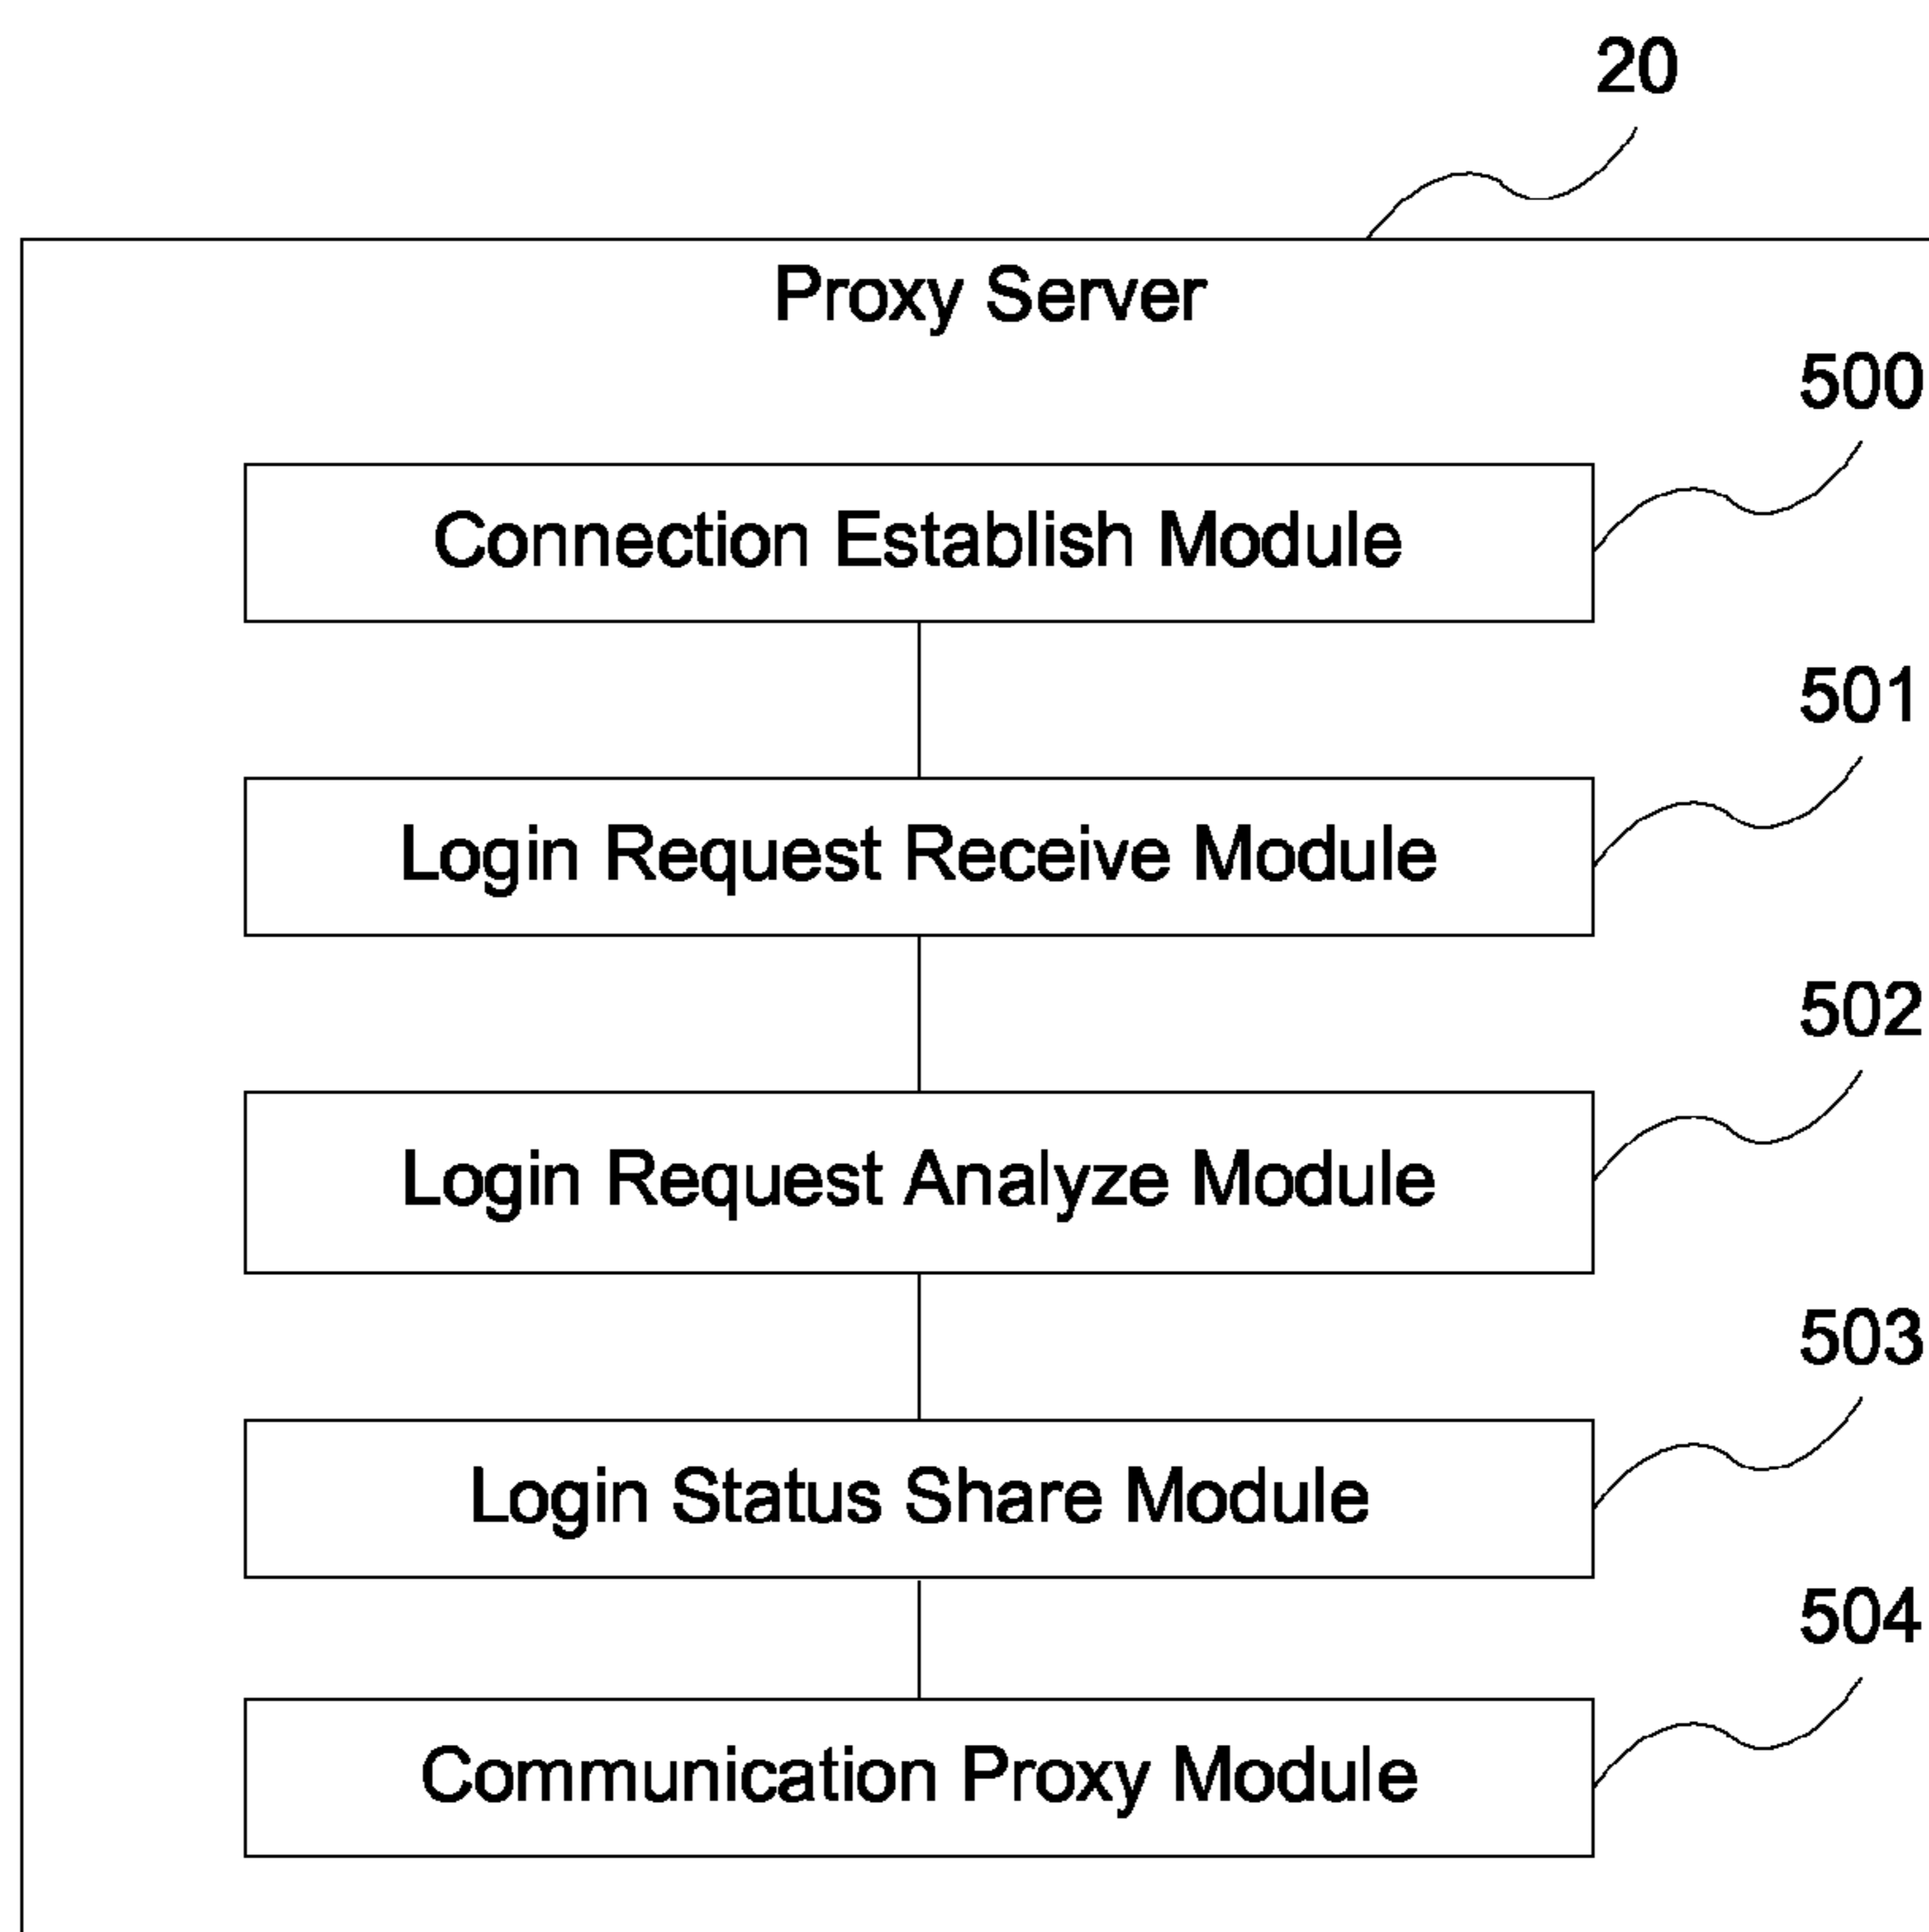 20
Proxy Server
500
Connection Establish Module
501
Login Request Receive Module
502
Login Request Analyze Module
503
Login Status Share Module
504
Communication Proxy Module